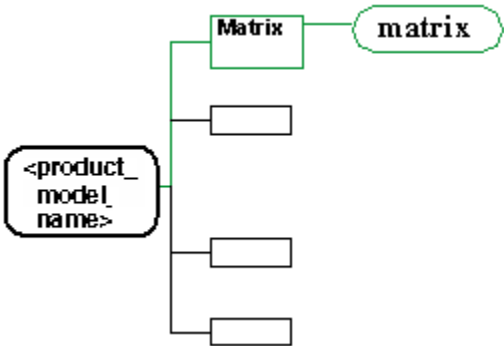 Matrix
matrix
<product_
model_
name>